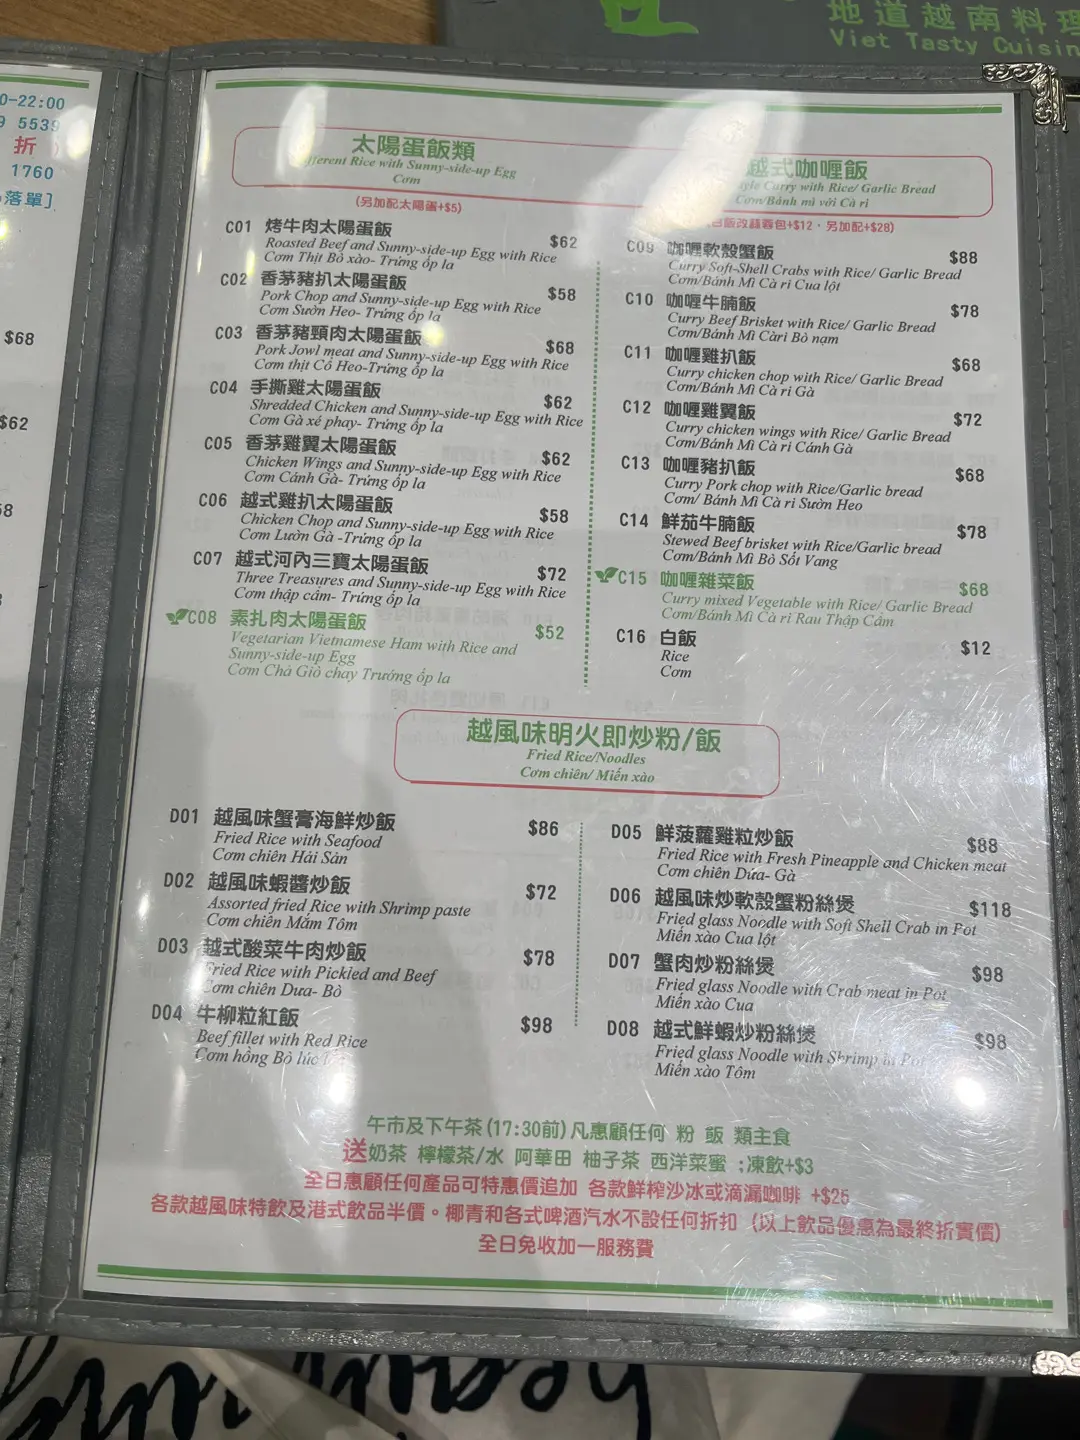 地道越南料理
Viet Tasty Cuisin
0-22:00
9 5539
折
1760
落單]
$68
$62
太陽蛋飯類
ifferent Rice with Sunny-side-up Egg
Cơm
(另加配太陽蛋+$5)
C01 烤牛肉太陽蛋飯 $62
Roasted Beef and Sunny-side-up Egg with Rice
Cơm Thịt Bò xào- Trứng ốp la
C02 香茅豬扒太陽蛋飯 $58
Pork Chop and Sunny-side-up Egg with Rice
Cơm Sườn Heo- Trứng ốp la
C03 香茅豬頸肉太陽蛋飯 $68
Pork Jowl meat and Sunny-side-up Egg with Rice
Cơm thịt Cổ Heo-Trứng ốp la
C04 手撕雞太陽蛋飯 $62
Shredded Chicken and Sunny-side-up Egg with Rice
Cơm Gà xé phay- Trứng ốp la
C05 香茅雞翼太陽蛋飯 $62
Chicken Wings and Sunny-side-up Egg with Rice
Cơm Cánh Gà- Trứng ốp la
C06 越式雞扒太陽蛋飯 $58
Chicken Chop and Sunny-side-up Egg with Rice
Cơm Lườn Gà -Trứng ốp la
C07 越式河內三寶太陽蛋飯 $72
Three Treasures and Sunny-side-up Egg with Rice
Cơm thập cẩm- Trứng ốp la
C08 素扎肉太陽蛋飯 $52
Vegetarian Vietnamese Ham with Rice and
Sunny-side-up Egg
Cơm Chả Giò chay Trướng ốp la
越式咖喱飯
yle Curry with Rice/ Garlic Bread
Cơm/Bánh mì với Cà ri
白飯改蒜蓉包+$12，另加配+$28)
C09 咖喱軟殼蟹飯 $88
Curry Soft-Shell Crabs with Rice/ Garlic Bread
Cơm/Bánh Mì Cà ri Cua lột
C10 咖喱牛腩飯 $78
Curry Beef Brisket with Rice/ Garlic Bread
Cơm/Bánh Mì Càri Bò nạm
C11 咖喱雞扒飯 $68
Curry chicken chop with Rice/ Garlic Bread
Cơm/Bánh Mì Cà ri Gà
C12 咖喱雞翼飯 $72
Curry chicken wings with Rice/ Garlic Bread
Cơm/Bánh Mì Cà ri Cánh Gà
C13 咖喱豬扒飯 $68
Curry Pork chop with Rice/Garlic bread
Cơm/ Bánh Mì Cà ri Sườn Heo
C14 鮮茄牛腩飯 $78
Stewed Beef brisket with Rice/Garlic bread
Cơm/Bánh Mì Bò Sốt Vang
C15 咖喱雜菜飯 $68
Curry mixed Vegetable with Rice/ Garlic Bread
Cơm/Bánh Mì Cà ri Rau Thập Cẩm
C16 白飯 $12
Rice
Cơm
越風味明火即炒粉/飯
Fried Rice/Noodles
Cơm chiên/ Miến xào
D01 越風味蟹膏海鮮炒飯 $86
Fried Rice with Seafood
Cơm chiên Hải Sản
D02 越風味蝦醬炒飯 $72
Assorted fried Rice with Shrimp paste
Cơm chiên Mắm Tôm
D03 越式酸菜牛肉炒飯 $78
Fried Rice with Pickled and Beef
Cơm chiên Dưa- Bò
D04 牛柳粒紅飯 $98
Beef fillet with Red Rice
Cơm hồng Bò lúc
D05 鮮菠蘿雞粒炒飯 $88
Fried Rice with Fresh Pineapple and Chicken meat
Cơm chiên Dứa- Gà
D06 越風味炒軟殼蟹粉絲煲 $118
Fried glass Noodle with Soft Shell Crab in Pot
Miến xào Cua lột
D07 蟹肉炒粉絲煲 $98
Fried glass Noodle with Crab meat in Pot
Miến xào Cua
D08 越式鮮蝦炒粉絲煲 $98
Fried glass Noodle with Shrimp in Pot
Miến xào Tôm
午市及下午茶(17:30前)凡惠顧任何 粉 飯 類主食
送奶茶 檸檬茶/水 阿華田 柚子茶 西洋菜蜜 ;凍飲+$3
全日惠顧任何產品可特惠價追加 各款鮮榨沙冰或滴漏咖啡 +$25
各款越風味特飲及港式飲品半價。椰青和各式啤酒汽水不設任何折扣 (以上飲品優惠為最終折實價)
全日免收加一服務費